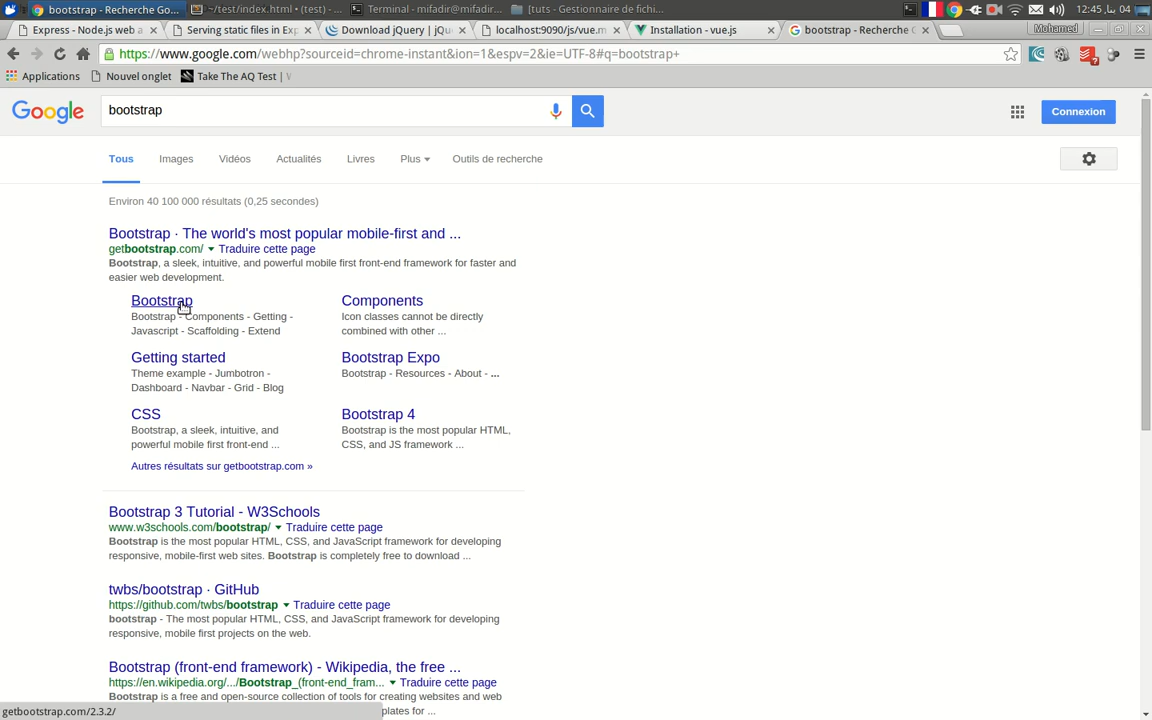 bootstrap - Recherche Go...
~/test/index.html • (test) - ...
Terminal - mifadir@mifadir...
[tuts - Gestionnaire de fichi...
12:45
04
Express - Node.js web a
Serving static files in Exp
Download jQuery | jQu
localhost:9090/js/vue.m
Installation - vue.js
bootstrap - Recherche G
Mohamed
https://www.google.com/webhp?sourceid=chrome-instant&ion=1&espv=2&ie=UTF-8#q=bootstrap+
Applications
Nouvel onglet
Take The AQ Test |
Google
bootstrap
Connexion
Tous
Images
Vidéos
Actualités
Livres
Plus
Outils de recherche
Environ 40 100 000 résultats (0,25 secondes)
Bootstrap · The world's most popular mobile-first and ...
getbootstrap.com/ Traduire cette page
Bootstrap, a sleek, intuitive, and powerful mobile first front-end framework for faster and
easier web development.
Bootstrap
Bootstrap - Components - Getting -
Javascript - Scaffolding - Extend
Components
Icon classes cannot be directly
combined with other ...
Getting started
Theme example - Jumbotron -
Dashboard - Navbar - Grid - Blog
Bootstrap Expo
Bootstrap - Resources - About - ...
CSS
Bootstrap, a sleek, intuitive, and
powerful mobile first front-end ...
Bootstrap 4
Bootstrap is the most popular HTML,
CSS, and JS framework ...
Autres résultats sur getbootstrap.com »
Bootstrap 3 Tutorial - W3Schools
www.w3schools.com/bootstrap/ Traduire cette page
Bootstrap is the most popular HTML, CSS, and JavaScript framework for developing
responsive, mobile-first web sites. Bootstrap is completely free to download ...
twbs/bootstrap · GitHub
https://github.com/twbs/bootstrap Traduire cette page
bootstrap - The most popular HTML, CSS, and JavaScript framework for developing
responsive, mobile first projects on the web.
Bootstrap (front-end framework) - Wikipedia, the free ...
https://en.wikipedia.org/.../Bootstrap_(front-end_fram... Traduire cette page
Bootstrap is a free and open-source collection of tools for creating websites and web
plates for ...
getbootstrap.com/2.3.2/